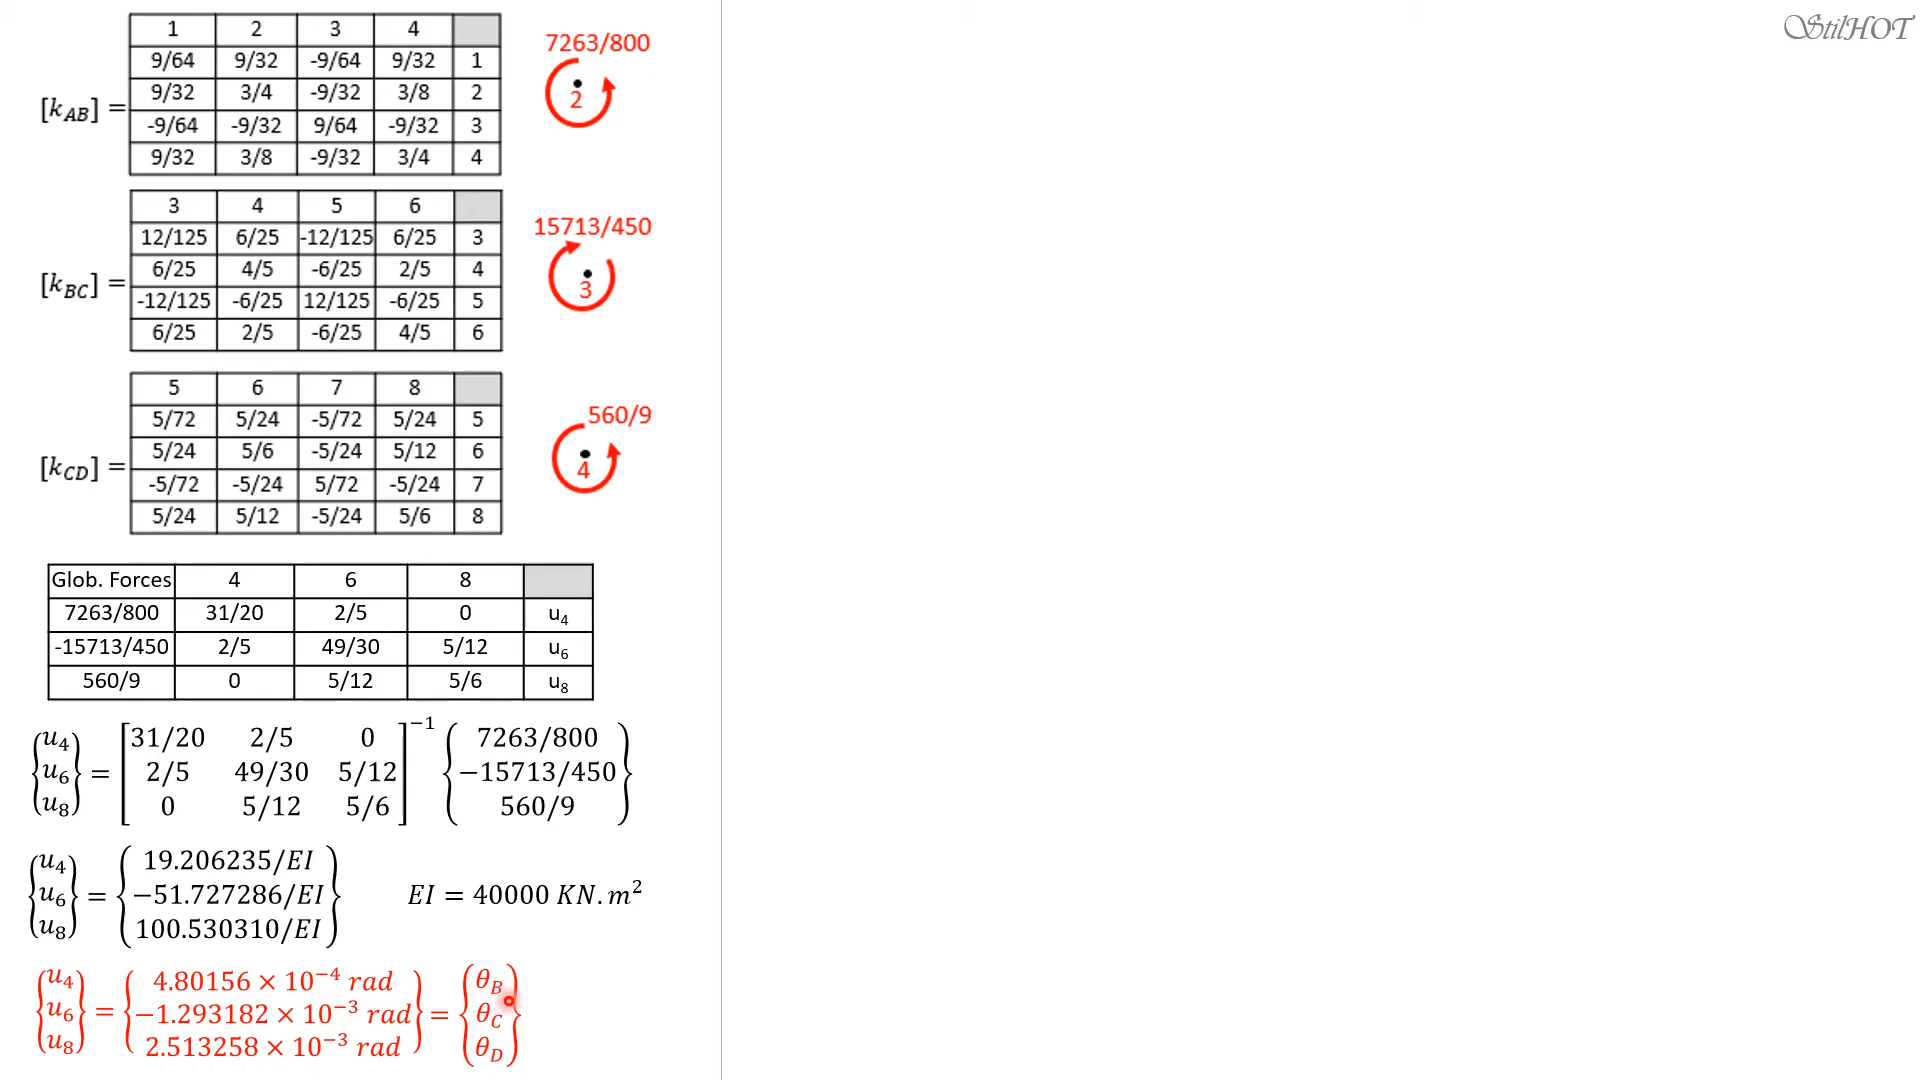 StilHOT
1 2 3 4
9/64 9/32 -9/64 9/32 1
[k_AB] = 9/32 3/4 -9/32 3/8 2
-9/64 -9/32 9/64 -9/32 3
9/32 3/8 -9/32 3/4 4
7263/800
2
3 4 5 6
12/125 6/25 -12/125 6/25 3
[k_BC] = 6/25 4/5 -6/25 2/5 4
-12/125 -6/25 12/125 -6/25 5
6/25 2/5 -6/25 4/5 6
15713/450
3
5 6 7 8
5/72 5/24 -5/72 5/24 5
[k_CD] = 5/24 5/6 -5/24 5/12 6
-5/72 -5/24 5/72 -5/24 7
5/24 5/12 -5/24 5/6 8
560/9
4
Glob. Forces 4 6 8
7263/800 31/20 2/5 0 u₄
-15713/450 2/5 49/30 5/12 u₆
560/9 0 5/12 5/6 u₈
u₄ 31/20 2/5 0 −1 7263/800
u₆ = 2/5 49/30 5/12 −15713/450
u₈ 0 5/12 5/6 560/9
u₄ 19.206235/EI
u₆ = −51.727286/EI EI = 40000 KN.m²
u₈ 100.530310/EI
u₄ 4.80156 × 10⁻⁴ rad θ_B
u₆ = −1.293182 × 10⁻³ rad = θ_C
u₈ 2.513258 × 10⁻³ rad θ_D